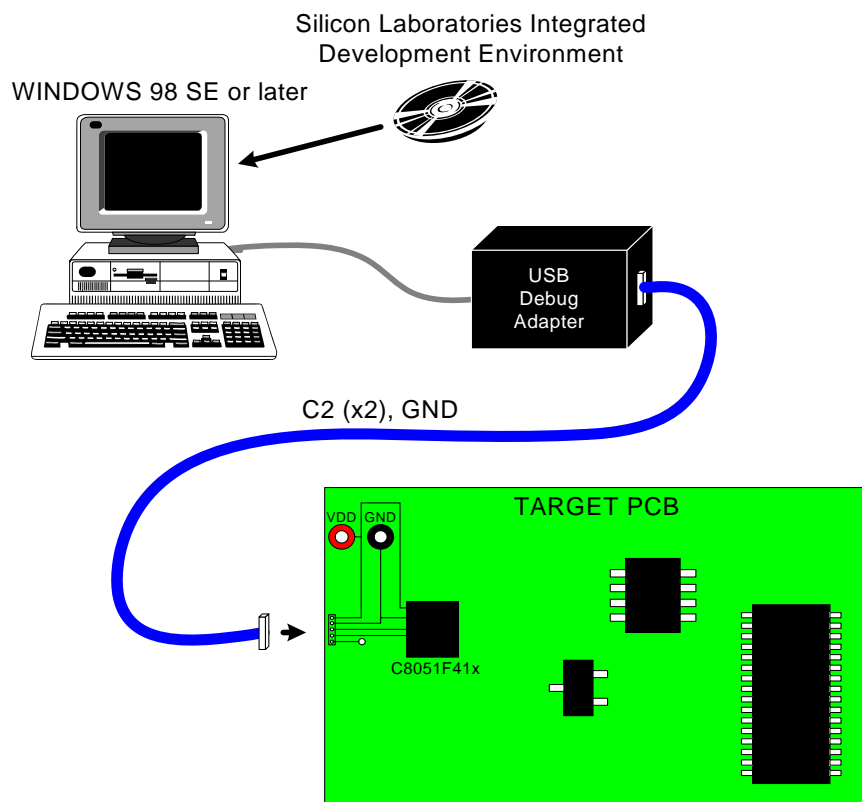 Silicon Laboratories Integrated
Development Environment
WINDOWS 98 SE or later
USB
Debug
Adapter
C2 (x2), GND
TARGET PCB
VDD
GND
C8051F41x